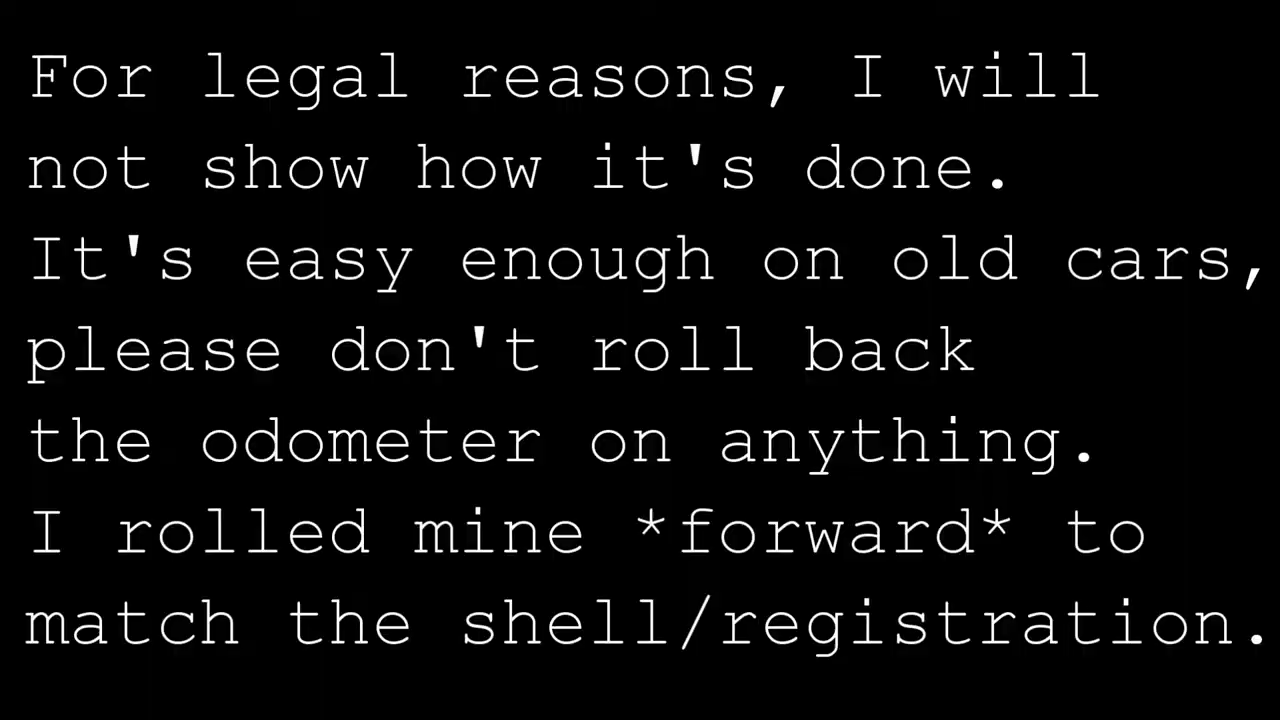 For legal reasons, I will
not show how it's done.
It's easy enough on old cars,
please don't roll back
the odometer on anything.
I rolled mine *forward* to
match the shell/registration.